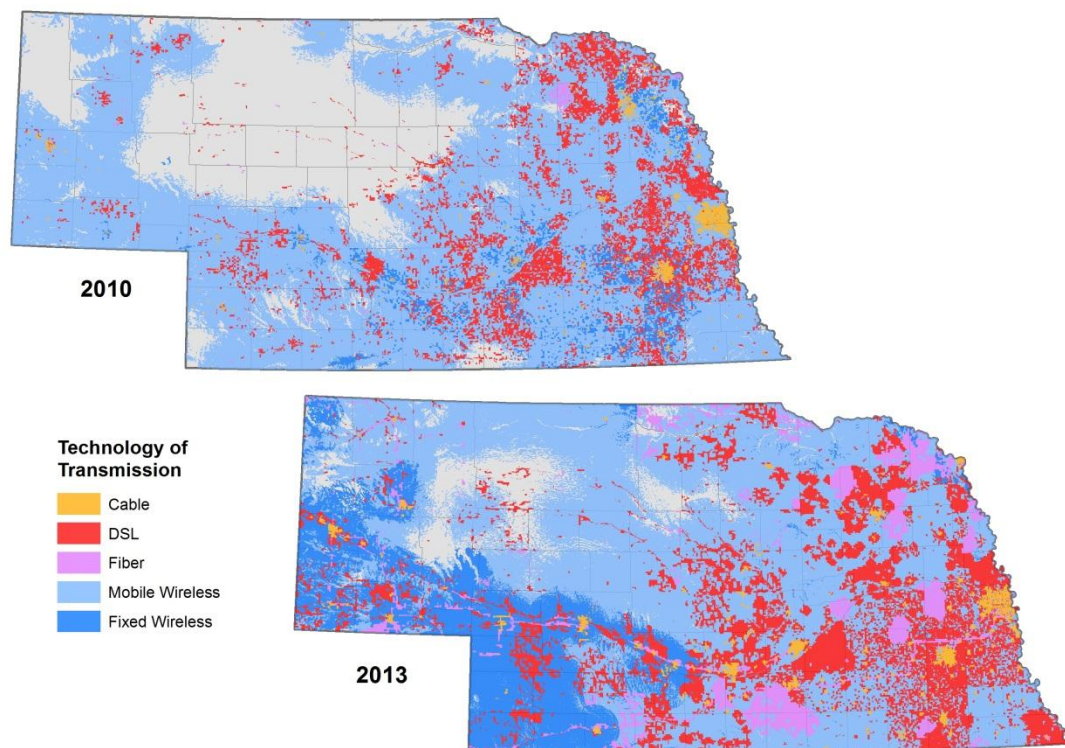 2010
Technology of
Transmission
Cable
DSL
Fiber
Mobile Wireless
Fixed Wireless
2013